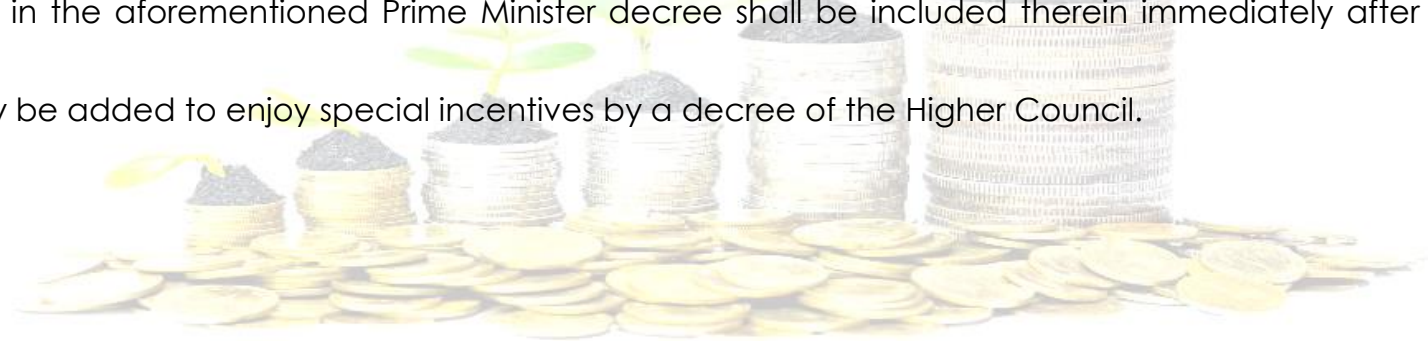 in the aforementioned Prime Minister decree shall be included therein immediately after
be added to enjoy special incentives by a decree of the Higher Council.